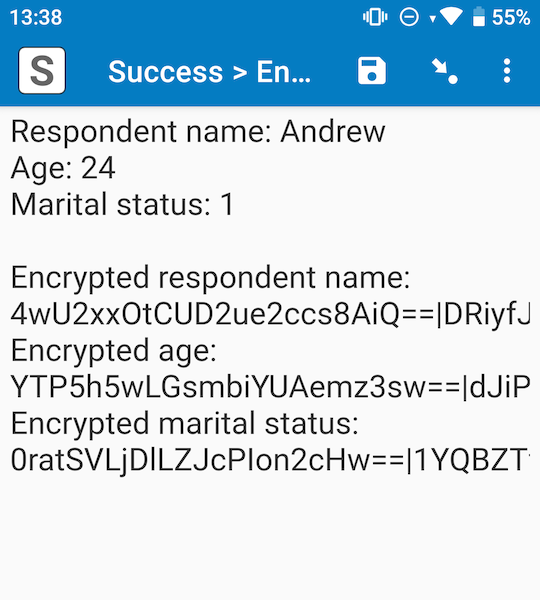 13:38
55%
S
Success > En...
Respondent name: Andrew
Age: 24
Marital status: 1
Encrypted respondent name:
4wU2xxOtCUD2ue2ccs8AiQ==|DRiyfJ
Encrypted age:
YTP5h5wLGsmbiYUAemz3sw==|dJiP
Encrypted marital status:
0ratSVLjDlLZJcPIon2cHw==|1YQBZT